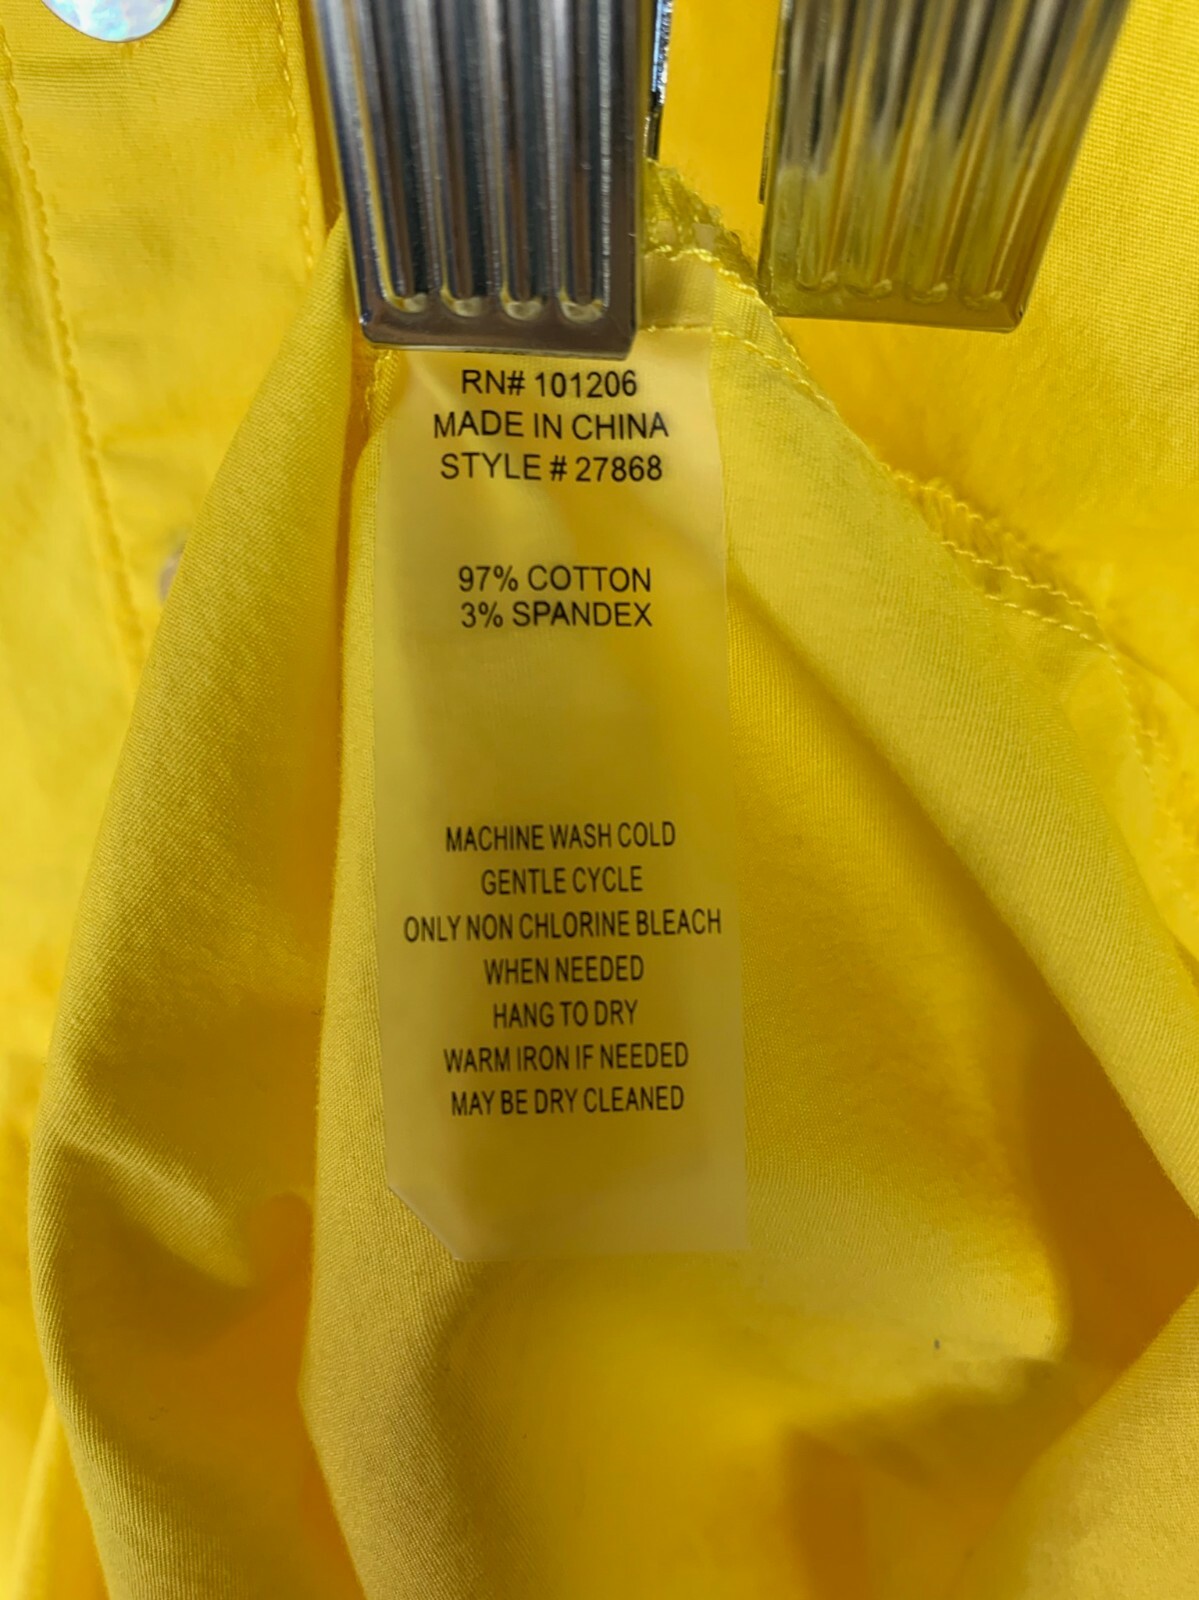 RN# 101206
MADE IN CHINA
STYLE # 27868
97% COTTON
3% SPANDEX
MACHINE WASH COLD
GENTLE CYCLE
ONLY NON CHLORINE BLEACH
WHEN NEEDED
HANG TO DRY
WARM IRON IF NEEDED
MAY BE DRY CLEANED